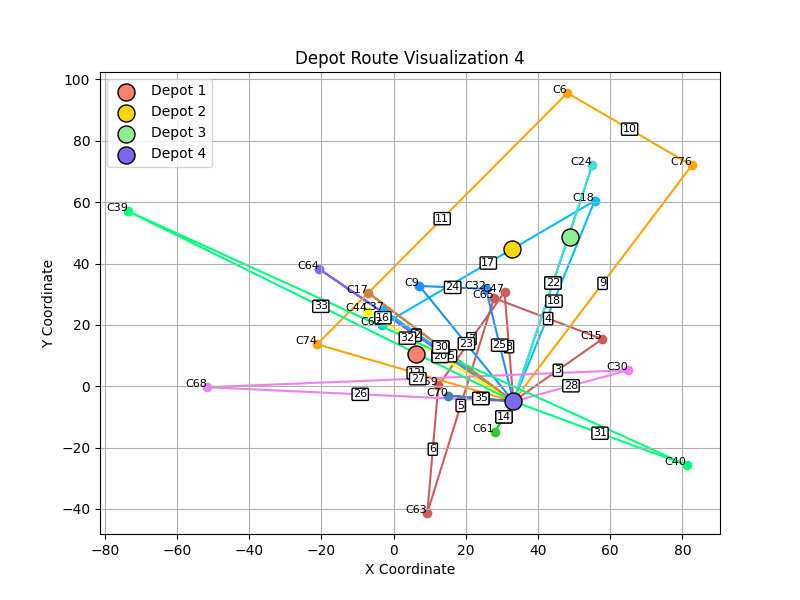 Depot Route Visualization 4
Depot 1
Depot 2
Depot 3
Depot 4
Y Coordinate
X Coordinate
100
80
60
40
20
0
−20
−40
−80
−60
−40
−20
0
20
40
60
80
C6
10
C76
C24
C39
C18
11
17
C64
C17
C9
24
C32
C47
C65
22
9
33
18
C44
C37
16
4
C74
32
23
25
C15
30
20
27
3
C30
C68
28
26
C70
35
5
14
C61
31
6
C40
C63